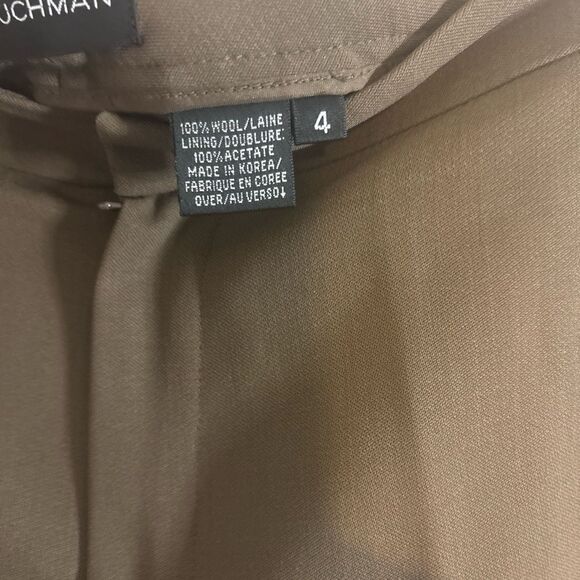 UCHMAN
100% WOOL/LAINE
LINING/DOUBLURE:
100% ACETATE
MADE IN KOREA/
FABRIQUE EN COREE
OVER/AU VERSO↓
4